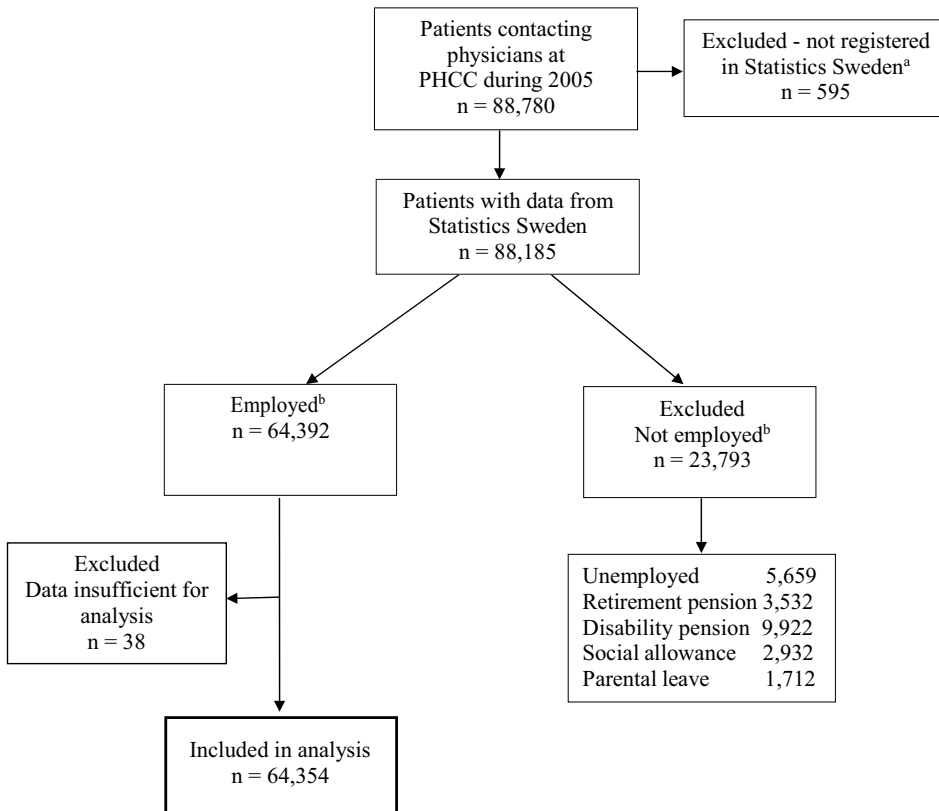 Patients contacting
physicians at
PHCC during 2005
n = 88,780
Excluded - not registered
in Statistics Swedenᵃ
n = 595
Patients with data from
Statistics Sweden
n = 88,185
Employedᵇ
n = 64,392
Excluded
Not employedᵇ
n = 23,793
Excluded
Data insufficient for
analysis
n = 38
Unemployed 5,659
Retirement pension 3,532
Disability pension 9,922
Social allowance 2,932
Parental leave 1,712
Included in analysis
n = 64,354